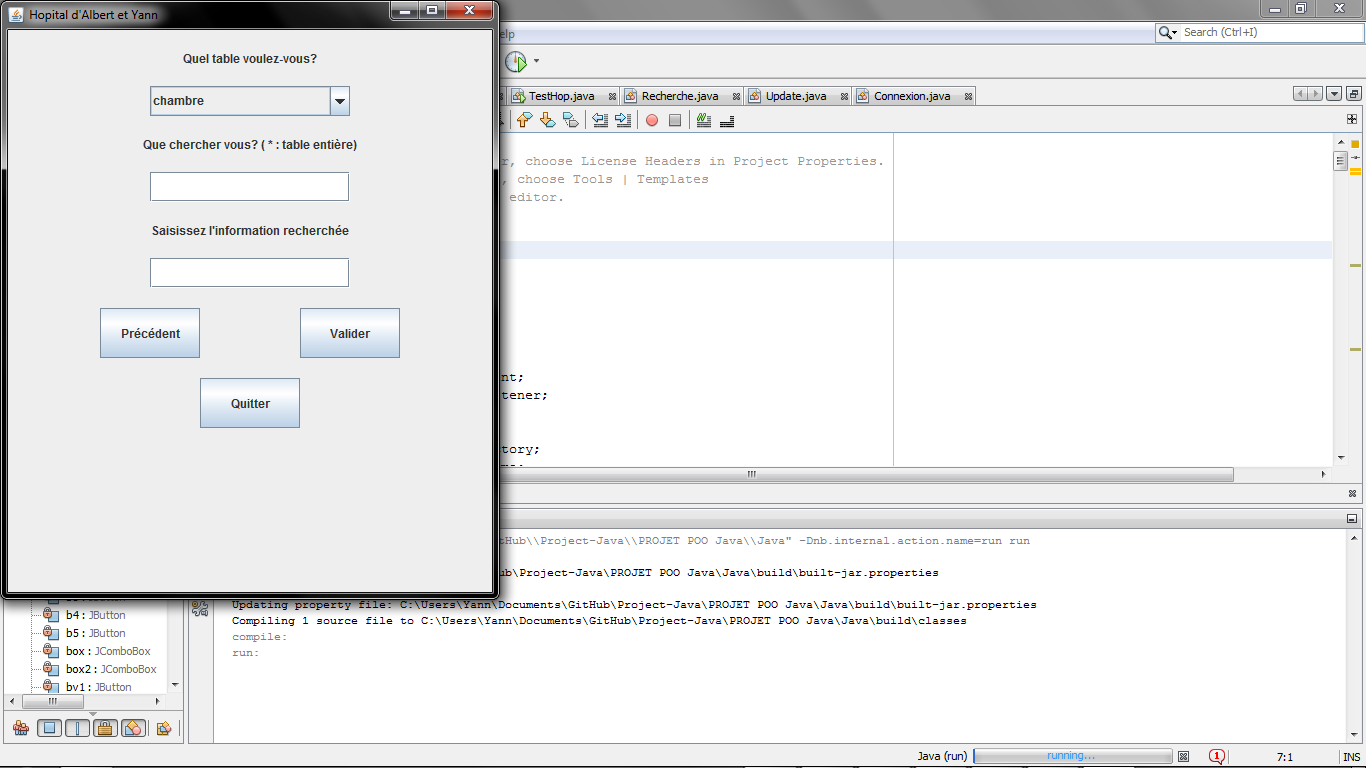 Hopital d'Albert et Yann
Quel table voulez-vous?
chambre
Que chercher vous? ( * : table entière)
Saisissez l'information recherchée
Précédent
Valider
Quitter
Search (Ctrl+I)
TestHop.java
Recherche.java
Update.java
Connexion.java
, choose License Headers in Project Properties.
, choose Tools | Templates
editor.
nt;
tener;
tory;
Hub\\Project-Java\\PROJET POO Java\\Java" -Dnb.internal.action.name=run run
ub\Project-Java\PROJET POO Java\Java\build\built-jar.properties
Updating property file: C:\Users\Yann\Documents\GitHub\Project-Java\PROJET POO Java\Java\build\built-jar.properties
Compiling 1 source file to C:\Users\Yann\Documents\GitHub\Project-Java\PROJET POO Java\Java\build\classes
compile:
run:
b4 : JButton
b5 : JButton
box : JComboBox
box2 : JComboBox
bv1 : JButton
Java (run)
running...
1
7:1
INS